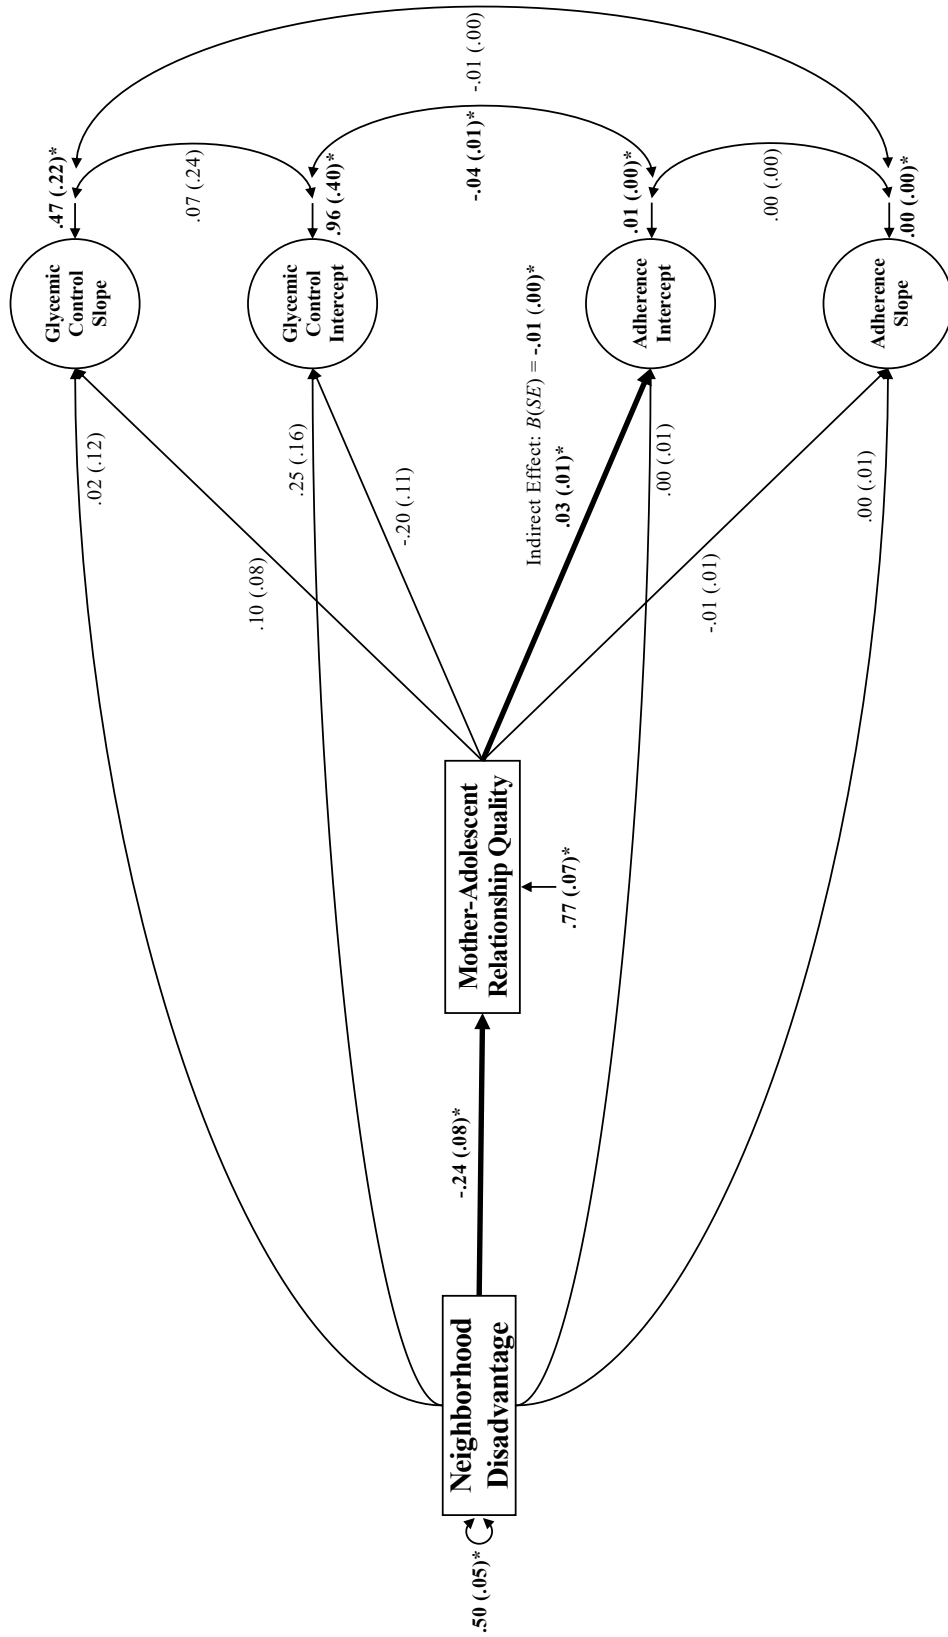 .50 (.05)*
Neighborhood
Disadvantage
-.24 (.08)*
Mother-Adolescent
Relationship Quality
.77 (.07)*
.02 (.12)
.10 (.08)
.25 (.16)
-.20 (.11)
Indirect Effect: B(SE) = -.01 (.00)*
.03 (.01)*
.00 (.01)
-.01 (.01)
.00 (.01)
Glycemic
Control
Slope
Glycemic
Control
Intercept
Adherence
Intercept
Adherence
Slope
.47 (.22)*
.07 (.24)
.96 (.40)*
-.04 (.01)*
.01 (.00)*
.00 (.00)
.00 (.00)*
-.01 (.00)